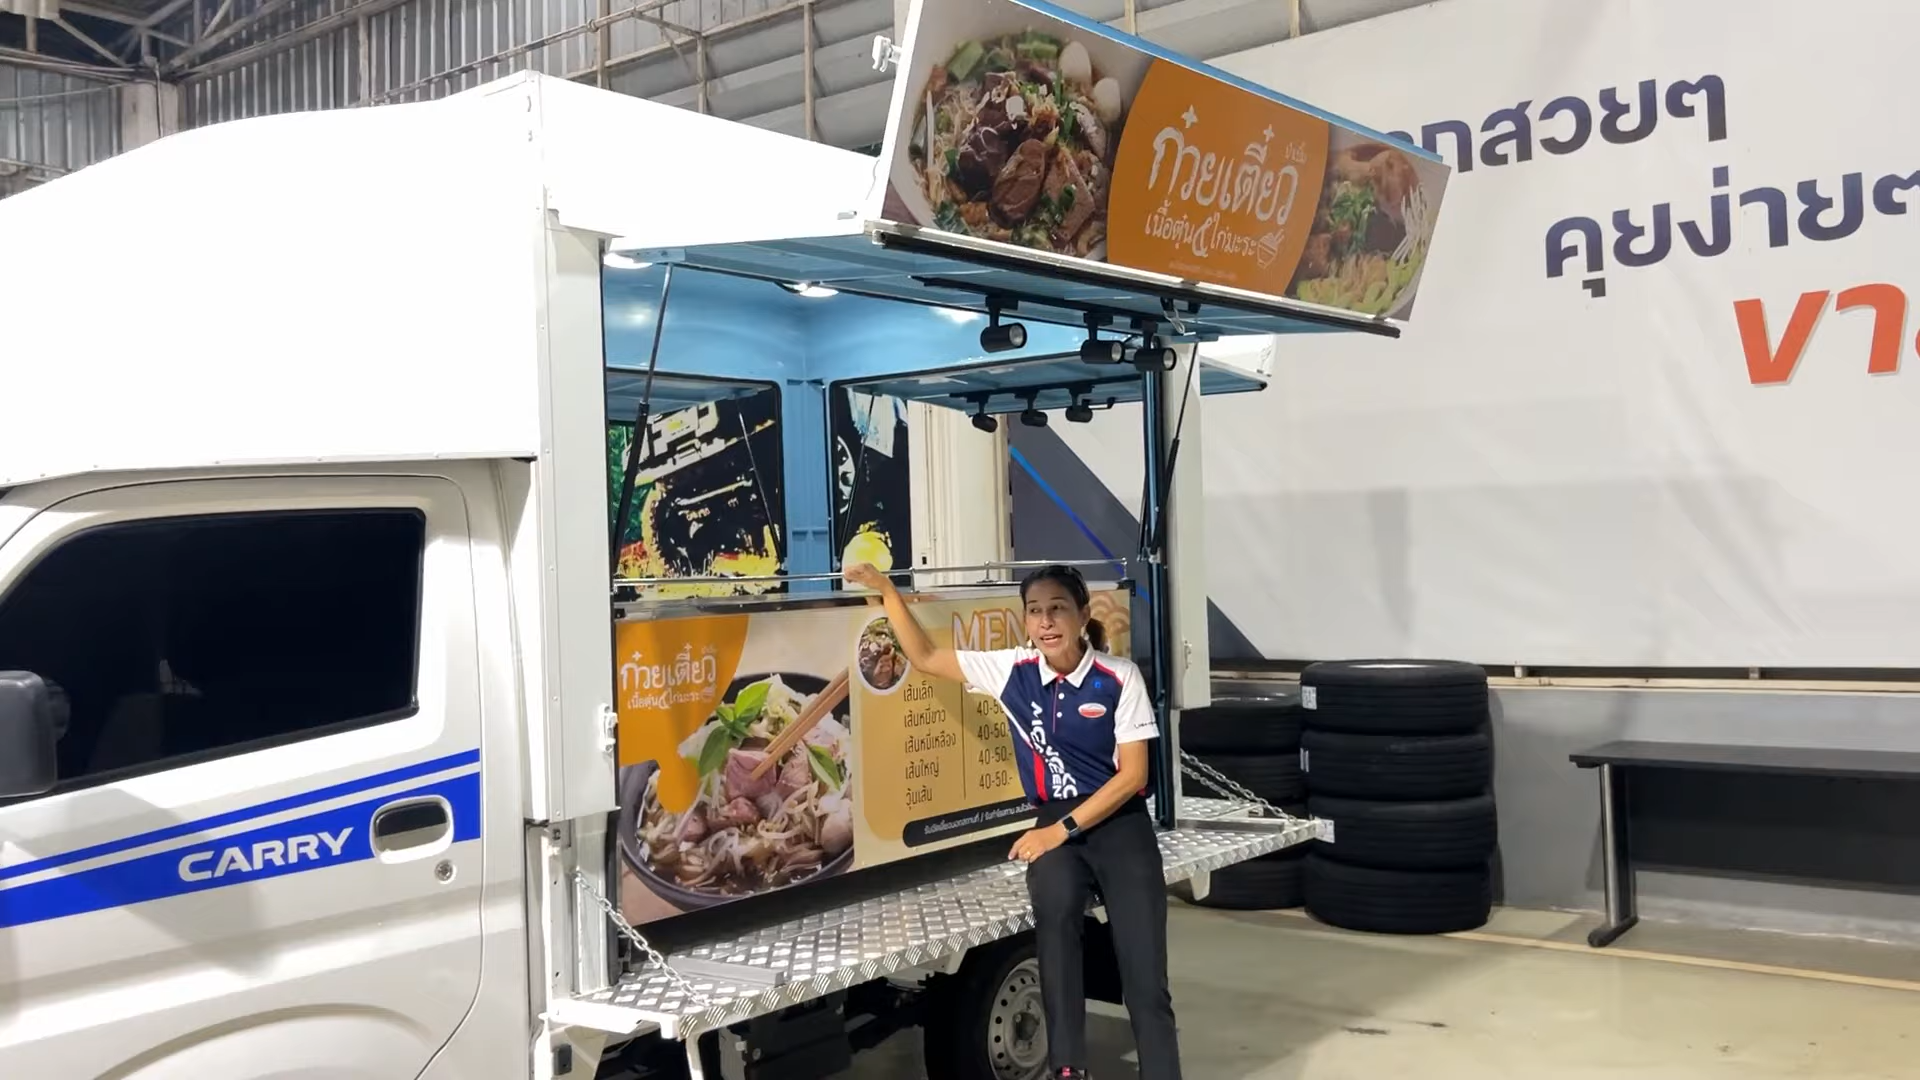 ก๋วยเตี๋ยว
เนื้อตุ๋น & ไก่มะระ
กสวยๆ
คุยง่ายๆ
ขา
ก๋วยเตี๋ยว
เนื้อตุ๋น & ไก่มะระ
MEN
เส้นเล็ก
เส้นหมี่ขาว 40-50.-
เส้นหมี่เหลือง 40-50.-
เส้นใหญ่ 40-50.-
วุ้นเส้น 40-50.-
CARRY